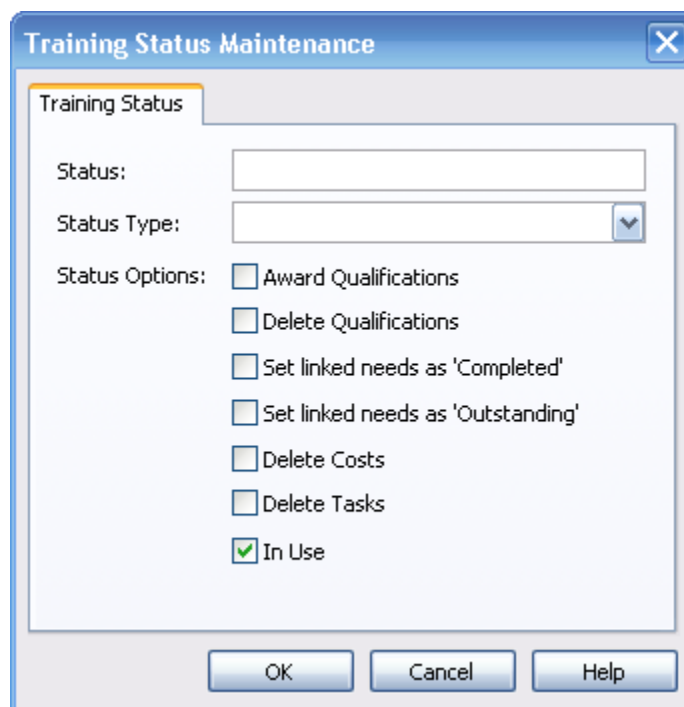 Training Status Maintenance
Training Status
Status:
Status Type:
Status Options: Award Qualifications
Delete Qualifications
Set linked needs as 'Completed'
Set linked needs as 'Outstanding'
Delete Costs
Delete Tasks
In Use
OK Cancel Help